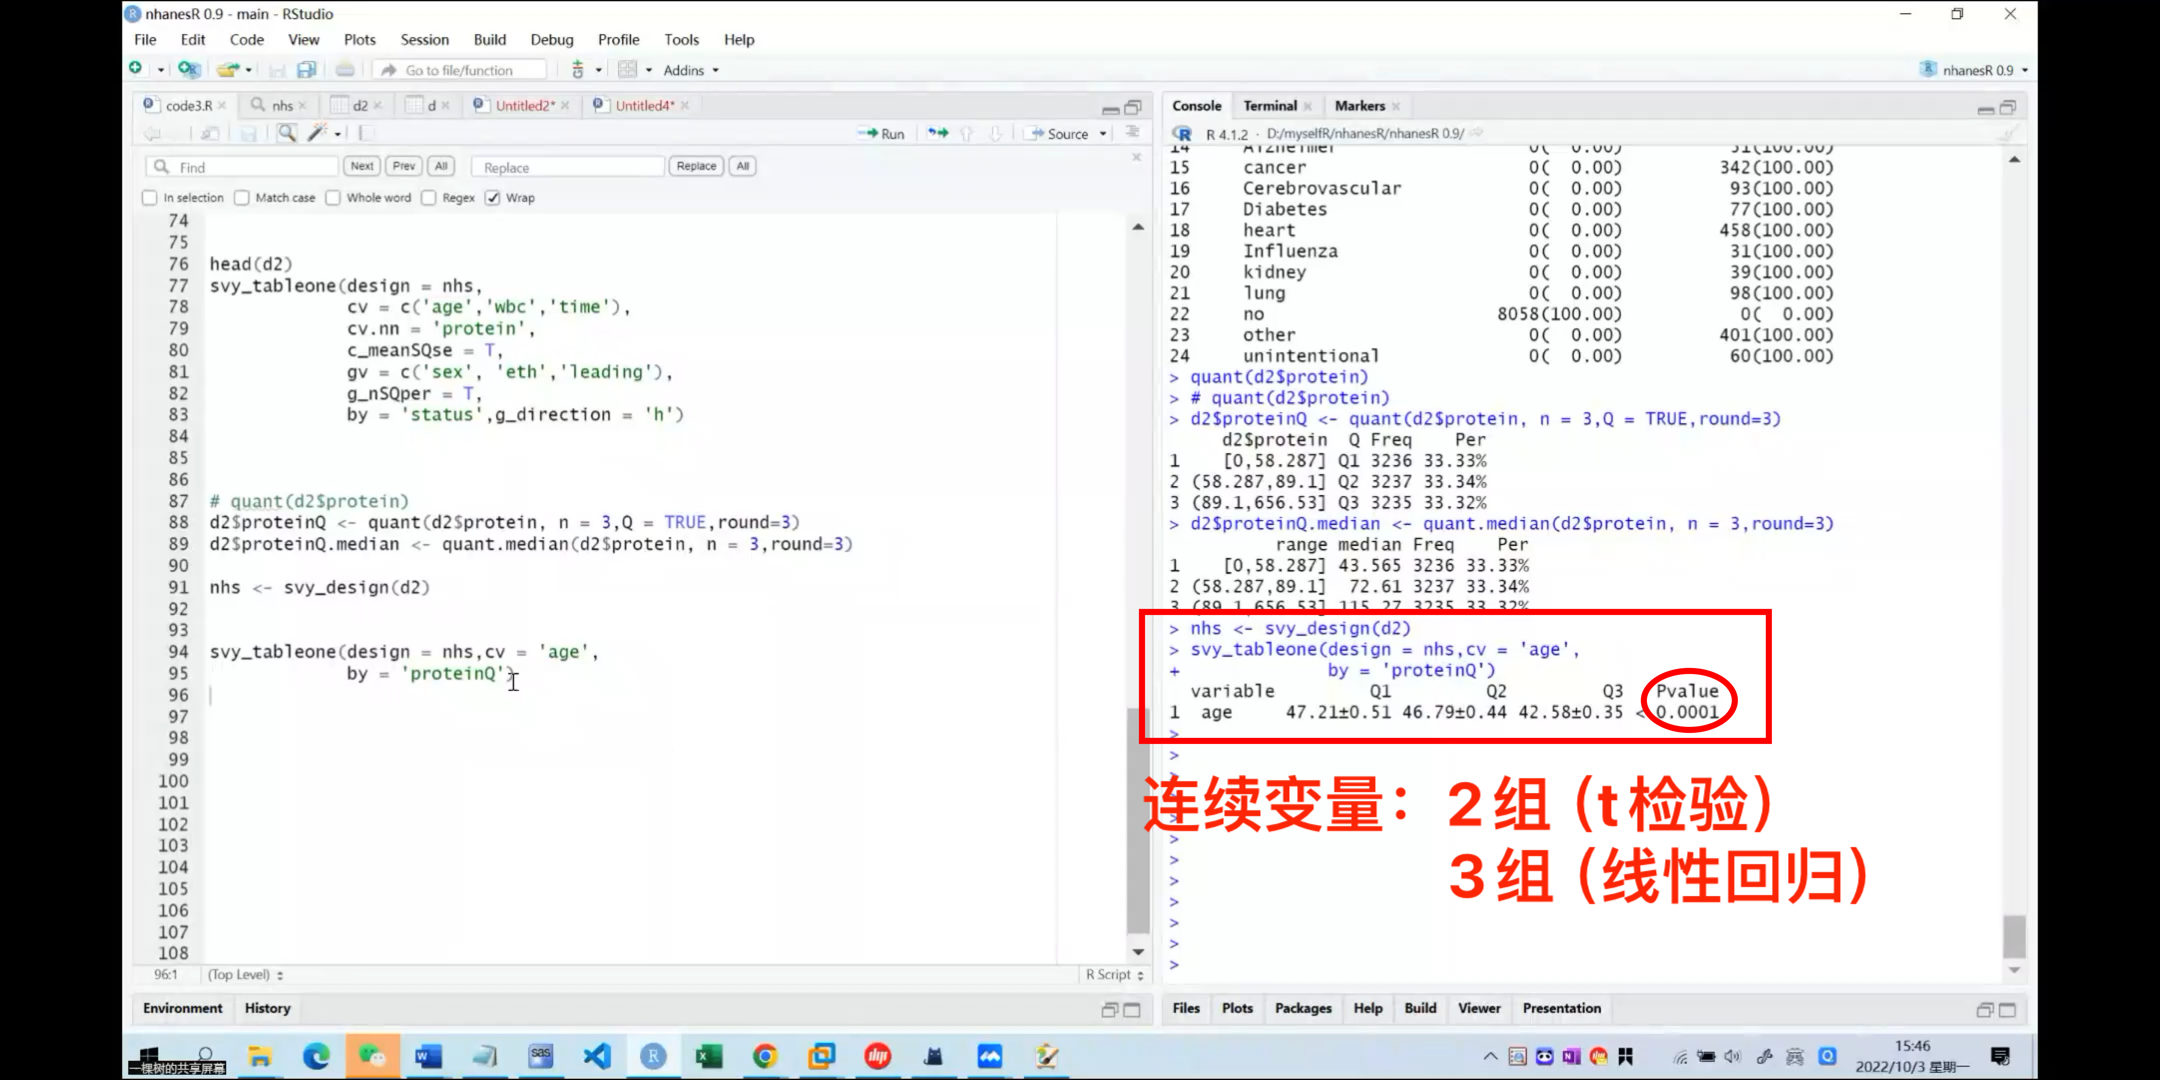 nhanesR 0.9 - main - RStudio
File Edit Code View Plots Session Build Debug Profile Tools Help
Go to file/function Addins nhanesR 0.9
code3.R nhs d2 d Untitled2* Untitled4*
Run Source
Find Next Prev All Replace Replace All
In selection Match case Whole word Regex Wrap
74
75
76 head(d2)
77 svy_tableone(design = nhs,
78 cv = c('age','wbc','time'),
79 cv.nn = 'protein',
80 c_meanSQse = T,
81 gv = c('sex', 'eth','leading'),
82 g_nSQper = T,
83 by = 'status',g_direction = 'h')
84
85
86
87 # quant(d2$protein)
88 d2$proteinQ <- quant(d2$protein, n = 3,Q = TRUE,round=3)
89 d2$proteinQ.median <- quant.median(d2$protein, n = 3,round=3)
90
91 nhs <- svy_design(d2)
92
93
94 svy_tableone(design = nhs,cv = 'age',
95 by = 'proteinQ')
96
97
98
99
100
101
102
103
104
105
106
107
108
96:1 (Top Level) R Script
Environment History
Console Terminal Markers
R 4.1.2 · D:/myselfR/nhanesR/nhanesR 0.9/
14 Alzheimer 0( 0.00) 31(100.00)
15 cancer 0( 0.00) 342(100.00)
16 Cerebrovascular 0( 0.00) 93(100.00)
17 Diabetes 0( 0.00) 77(100.00)
18 heart 0( 0.00) 458(100.00)
19 Influenza 0( 0.00) 31(100.00)
20 kidney 0( 0.00) 39(100.00)
21 lung 0( 0.00) 98(100.00)
22 no 8058(100.00) 0( 0.00)
23 other 0( 0.00) 401(100.00)
24 unintentional 0( 0.00) 60(100.00)
> quant(d2$protein)
> # quant(d2$protein)
> d2$proteinQ <- quant(d2$protein, n = 3,Q = TRUE,round=3)
d2$protein Q Freq Per
1 [0,58.287] Q1 3236 33.33%
2 (58.287,89.1] Q2 3237 33.34%
3 (89.1,656.53] Q3 3235 33.32%
> d2$proteinQ.median <- quant.median(d2$protein, n = 3,round=3)
range median Freq Per
1 [0,58.287] 43.565 3236 33.33%
2 (58.287,89.1] 72.61 3237 33.34%
3 (89.1,656.53] 115.27 3235 33.32%
> nhs <- svy_design(d2)
> svy_tableone(design = nhs,cv = 'age',
+ by = 'proteinQ')
variable Q1 Q2 Q3 Pvalue
1 age 47.21±0.51 46.79±0.44 42.58±0.35 < 0.0001
>
>
>
>
>
>
>
>
>
>
>
>
连续变量：2组（t检验）
3组（线性回归）
Files Plots Packages Help Build Viewer Presentation
一棵树的共享屏幕
15:46
2022/10/3 星期一